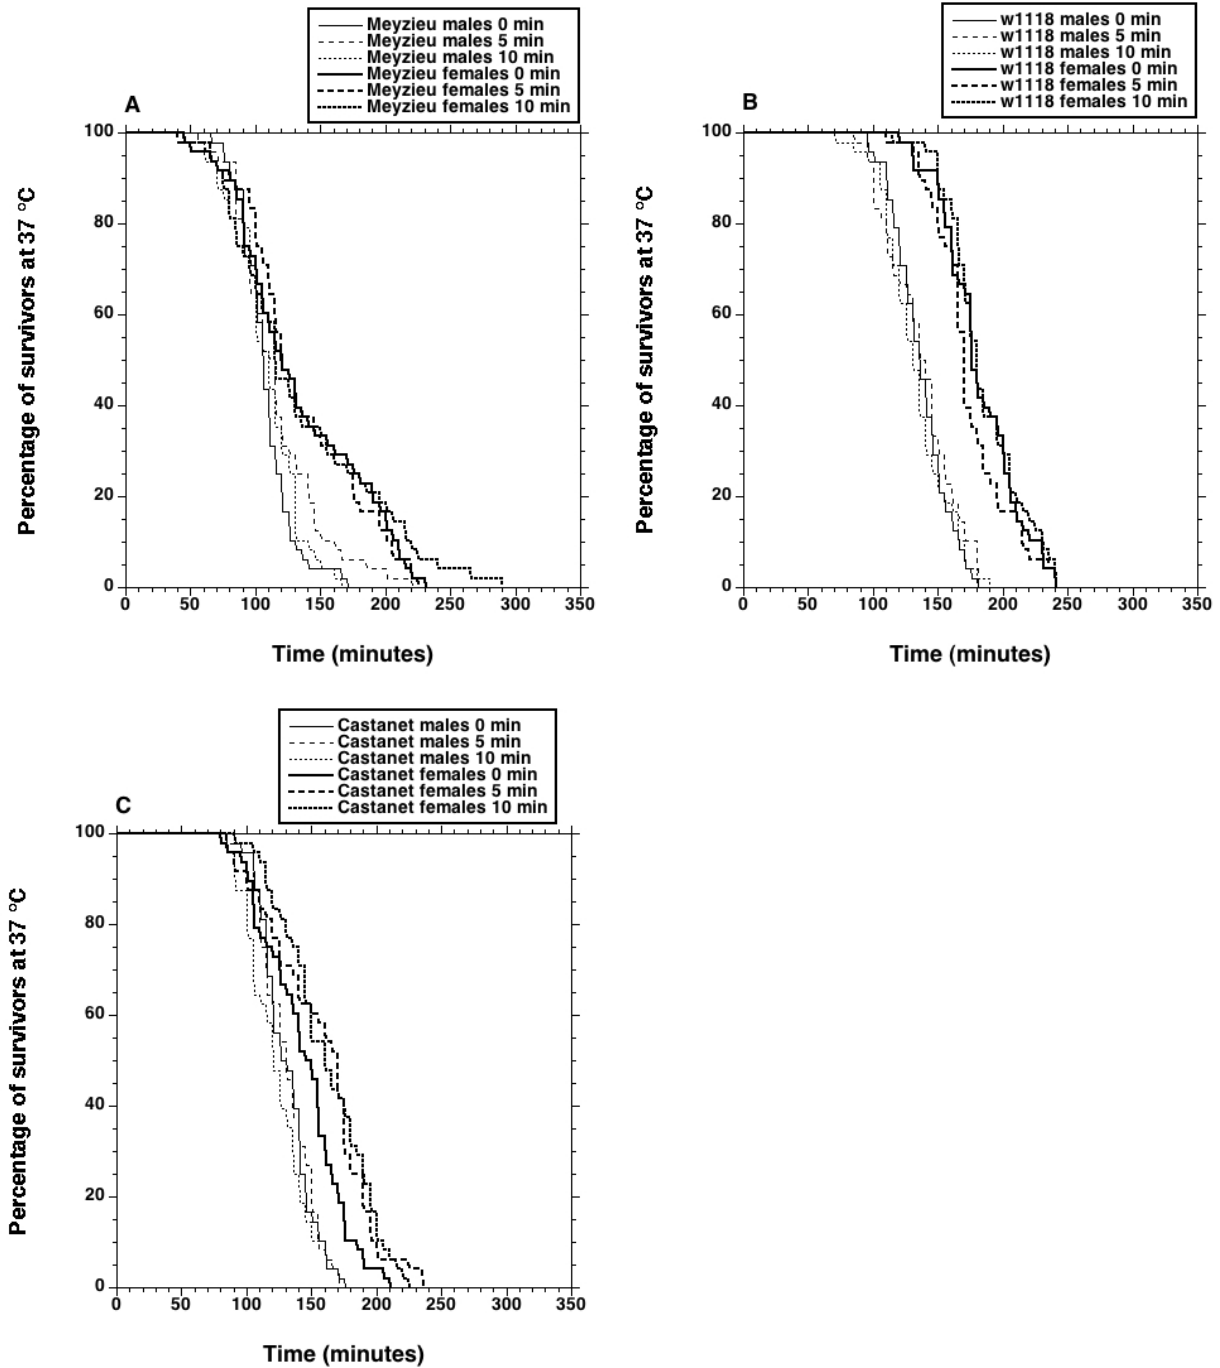 Meyzieu males 0 min
Meyzieu males 5 min
Meyzieu males 10 min
Meyzieu females 0 min
Meyzieu females 5 min
Meyzieu females 10 min
A
100
80
60
40
20
0
0 50 100 150 200 250 300 350
Percentage of survivors at 37 °C
Time (minutes)
w1118 males 0 min
w1118 males 5 min
w1118 males 10 min
w1118 females 0 min
w1118 females 5 min
w1118 females 10 min
B
100
80
60
40
20
0
0 50 100 150 200 250 300 350
Percentage of survivors at 37 °C
Time (minutes)
Castanet males 0 min
Castanet males 5 min
Castanet males 10 min
Castanet females 0 min
Castanet females 5 min
Castanet females 10 min
C
100
80
60
40
20
0
0 50 100 150 200 250 300 350
Percentage of survivors at 37 °C
Time (minutes)